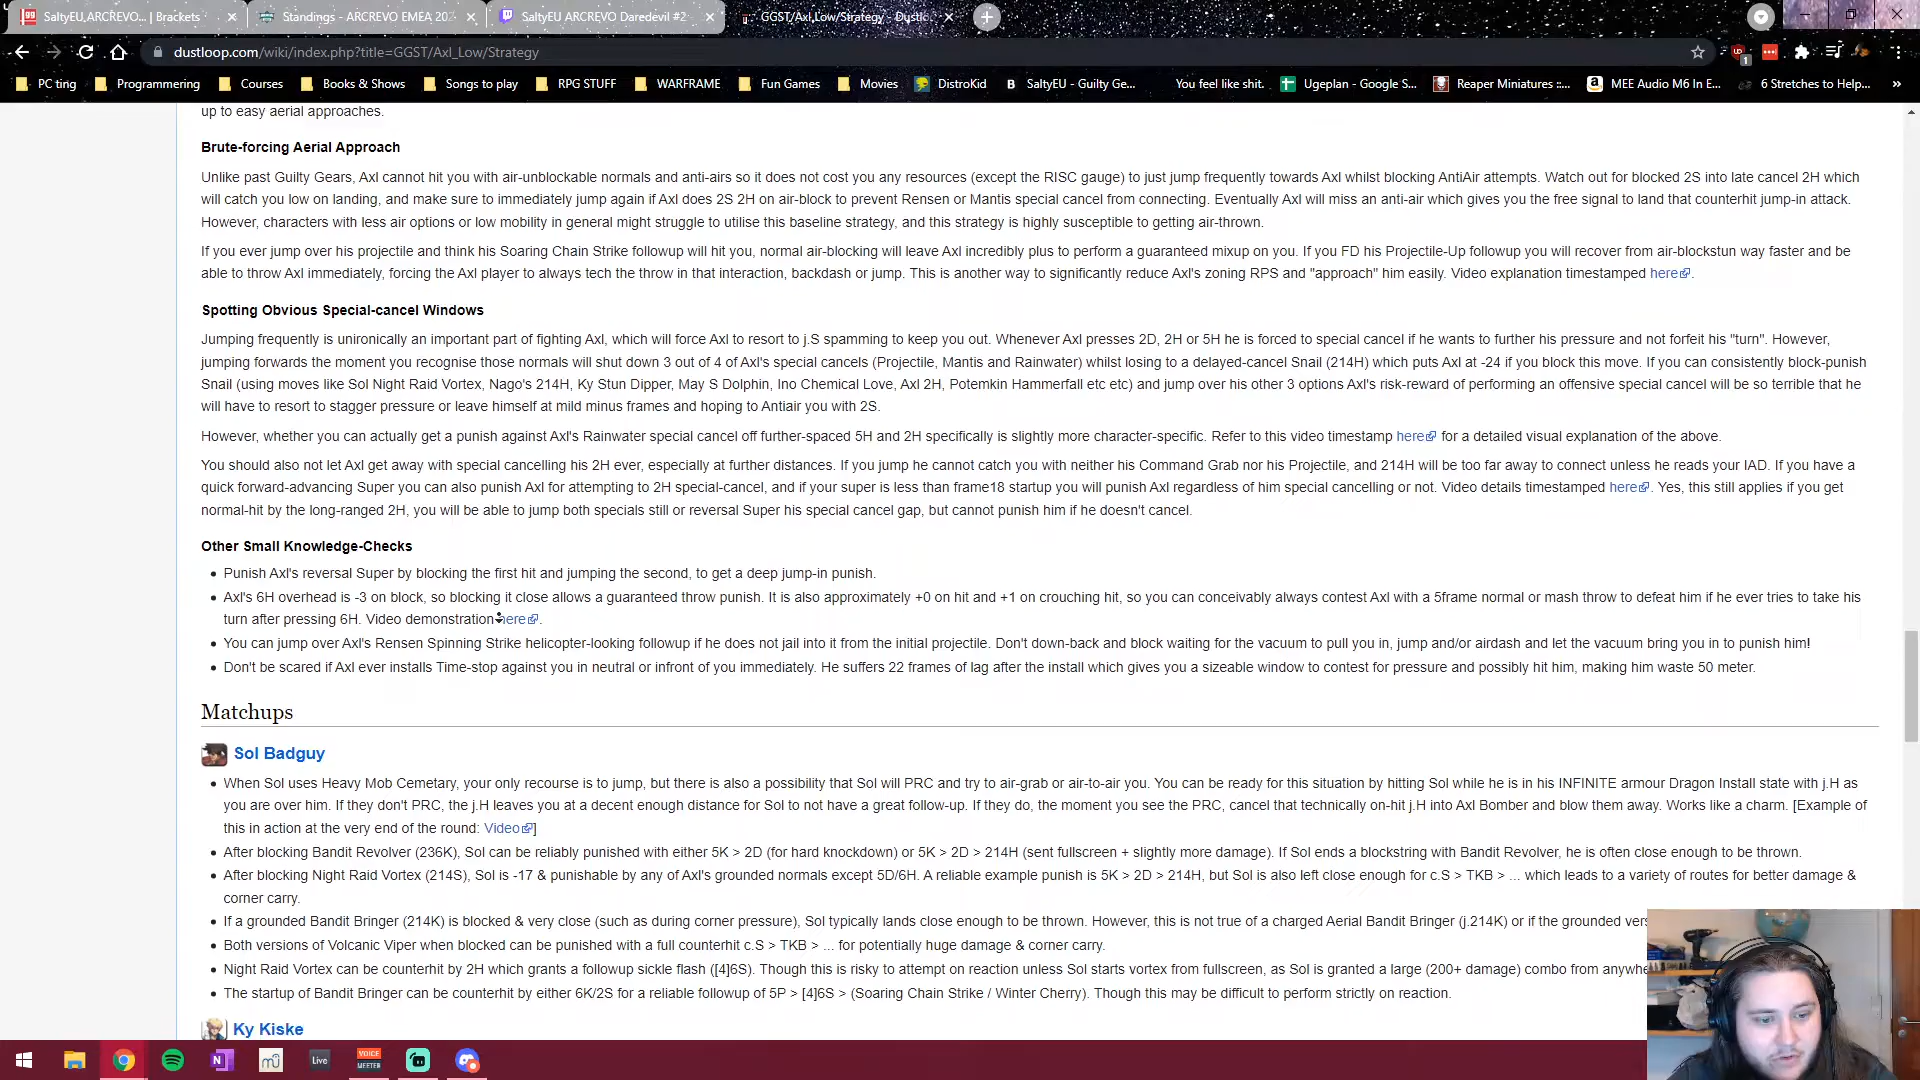 SaltyEU,ARCREVO... | Brackets
Standings - ARCREVO EMEA 202
SaltyEU ARCREVO Daredevil #2
GGST/Axl Low/Strategy - Dustlo
dustloop.com/wiki/index.php?title=GGST/Axl_Low/Strategy
PC ting
Programmering
Courses
Books & Shows
Songs to play
RPG STUFF
WARFRAME
Fun Games
Movies
DistroKid
SaltyEU - Guilty Ge...
You feel like shit.
Ugeplan - Google S...
Reaper Miniatures ::...
MEE Audio M6 In E...
6 Stretches to Help...
up to easy aerial approaches.
Brute-forcing Aerial Approach
Unlike past Guilty Gears, Axl cannot hit you with air-unblockable normals and anti-airs so it does not cost you any resources (except the RISC gauge) to just jump frequently towards Axl whilst blocking AntiAir attempts. Watch out for blocked 2S into late cancel 2H which
will catch you low on landing, and make sure to immediately jump again if Axl does 2S 2H on air-block to prevent Rensen or Mantis special cancel from connecting. Eventually Axl will miss an anti-air which gives you the free signal to land that counterhit jump-in attack.
However, characters with less air options or low mobility in general might struggle to utilise this baseline strategy, and this strategy is highly susceptible to getting air-thrown.
If you ever jump over his projectile and think his Soaring Chain Strike followup will hit you, normal air-blocking will leave Axl incredibly plus to perform a guaranteed mixup on you. If you FD his Projectile-Up followup you will recover from air-blockstun way faster and be
able to throw Axl immediately, forcing the Axl player to always tech the throw in that interaction, backdash or jump. This is another way to significantly reduce Axl's zoning RPS and "approach" him easily. Video explanation timestamped here.
Spotting Obvious Special-cancel Windows
Jumping frequently is unironically an important part of fighting Axl, which will force Axl to resort to j.S spamming to keep you out. Whenever Axl presses 2D, 2H or 5H he is forced to special cancel if he wants to further his pressure and not forfeit his "turn". However,
jumping forwards the moment you recognise those normals will shut down 3 out of 4 of Axl's special cancels (Projectile, Mantis and Rainwater) whilst losing to a delayed-cancel Snail (214H) which puts Axl at -24 if you block this move. If you can consistently block-punish
Snail (using moves like Sol Night Raid Vortex, Nago's 214H, Ky Stun Dipper, May S Dolphin, Ino Chemical Love, Axl 2H, Potemkin Hammerfall etc etc) and jump over his other 3 options Axl's risk-reward of performing an offensive special cancel will be so terrible that he
will have to resort to stagger pressure or leave himself at mild minus frames and hoping to Antiair you with 2S.
However, whether you can actually get a punish against Axl's Rainwater special cancel off further-spaced 5H and 2H specifically is slightly more character-specific. Refer to this video timestamp here for a detailed visual explanation of the above.
You should also not let Axl get away with special cancelling his 2H ever, especially at further distances. If you jump he cannot catch you with neither his Command Grab nor his Projectile, and 214H will be too far away to connect unless he reads your IAD. If you have a
quick forward-advancing Super you can also punish Axl for attempting to 2H special-cancel, and if your super is less than frame18 startup you will punish Axl regardless of him special cancelling or not. Video details timestamped here. Yes, this still applies if you get
normal-hit by the long-ranged 2H, you will be able to jump both specials still or reversal Super his special cancel gap, but cannot punish him if he doesn't cancel.
Other Small Knowledge-Checks
• Punish Axl's reversal Super by blocking the first hit and jumping the second, to get a deep jump-in punish.
• Axl's 6H overhead is -3 on block, so blocking it close allows a guaranteed throw punish. It is also approximately +0 on hit and +1 on crouching hit, so you can conceivably always contest Axl with a 5frame normal or mash throw to defeat him if he ever tries to take his
turn after pressing 6H. Video demonstration here.
• You can jump over Axl's Rensen Spinning Strike helicopter-looking followup if he does not jail into it from the initial projectile. Don't down-back and block waiting for the vacuum to pull you in, jump and/or airdash and let the vacuum bring you in to punish him!
• Don't be scared if Axl ever installs Time-stop against you in neutral or infront of you immediately. He suffers 22 frames of lag after the install which gives you a sizeable window to contest for pressure and possibly hit him, making him waste 50 meter.
Matchups
Sol Badguy
• When Sol uses Heavy Mob Cemetary, your only recourse is to jump, but there is also a possibility that Sol will PRC and try to air-grab or air-to-air you. You can be ready for this situation by hitting Sol while he is in his INFINITE armour Dragon Install state with j.H as
you are over him. If they don't PRC, the j.H leaves you at a decent enough distance for Sol to not have a great follow-up. If they do, the moment you see the PRC, cancel that technically on-hit j.H into Axl Bomber and blow them away. Works like a charm. [Example of
this in action at the very end of the round: Video]
• After blocking Bandit Revolver (236K), Sol can be reliably punished with either 5K > 2D (for hard knockdown) or 5K > 2D > 214H (sent fullscreen + slightly more damage). If Sol ends a blockstring with Bandit Revolver, he is often close enough to be thrown.
• After blocking Night Raid Vortex (214S), Sol is -17 & punishable by any of Axl's grounded normals except 5D/6H. A reliable example punish is 5K > 2D > 214H, but Sol is also left close enough for c.S > TKB > ... which leads to a variety of routes for better damage &
corner carry.
• If a grounded Bandit Bringer (214K) is blocked & very close (such as during corner pressure), Sol typically lands close enough to be thrown. However, this is not true of a charged Aerial Bandit Bringer (j.214K) or if the grounded ver
• Both versions of Volcanic Viper when blocked can be punished with a full counterhit c.S > TKB > ... for potentially huge damage & corner carry.
• Night Raid Vortex can be counterhit by 2H which grants a followup sickle flash ([4]6S). Though this is risky to attempt on reaction unless Sol starts vortex from fullscreen, as Sol is granted a large (200+ damage) combo from anywhe
• The startup of Bandit Bringer can be counterhit by either 6K/2S for a reliable followup of 5P > [4]6S > (Soaring Chain Strike / Winter Cherry). Though this may be difficult to perform strictly on reaction.
Ky Kiske
Live
VOICE
MEETER